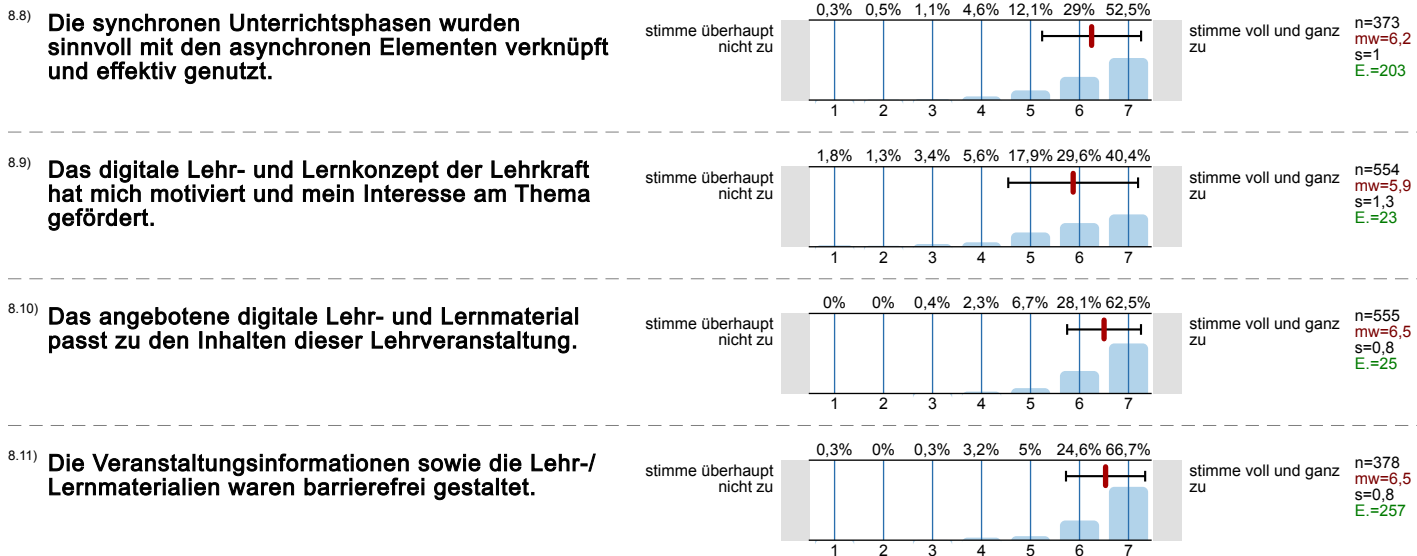 8.8) Die synchronen Unterrichtsphasen wurden
sinnvoll mit den asynchronen Elementen verknüpft
und effektiv genutzt.
stimme überhaupt
nicht zu
0,3% 0,5% 1,1% 4,6% 12,1% 29% 52,5%
1 2 3 4 5 6 7
stimme voll und ganz
zu
n=373
mw=6,2
s=1
E.=203
8.9) Das digitale Lehr- und Lernkonzept der Lehrkraft
hat mich motiviert und mein Interesse am Thema
gefördert.
stimme überhaupt
nicht zu
1,8% 1,3% 3,4% 5,6% 17,9% 29,6% 40,4%
1 2 3 4 5 6 7
stimme voll und ganz
zu
n=554
mw=5,9
s=1,3
E.=23
8.10) Das angebotene digitale Lehr- und Lernmaterial
passt zu den Inhalten dieser Lehrveranstaltung.
stimme überhaupt
nicht zu
0% 0% 0,4% 2,3% 6,7% 28,1% 62,5%
1 2 3 4 5 6 7
stimme voll und ganz
zu
n=555
mw=6,5
s=0,8
E.=25
8.11) Die Veranstaltungsinformationen sowie die Lehr-/
Lernmaterialien waren barrierefrei gestaltet.
stimme überhaupt
nicht zu
0,3% 0% 0,3% 3,2% 5% 24,6% 66,7%
1 2 3 4 5 6 7
stimme voll und ganz
zu
n=378
mw=6,5
s=0,8
E.=257